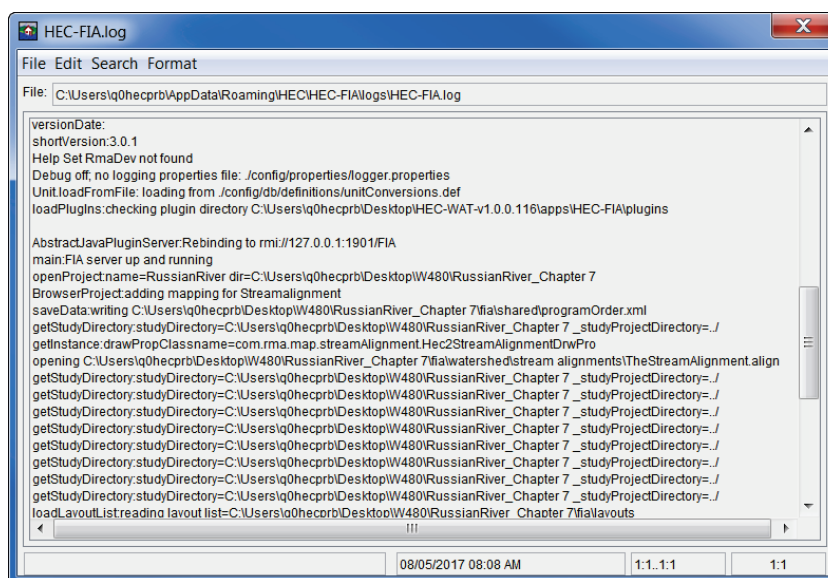 HEC-FIA.log
File Edit Search Format
File: C:\Users\q0hecprb\AppData\Roaming\HEC\HEC-FIA\logs\HEC-FIA.log
versionDate:
shortVersion:3.0.1
Help Set RmaDev not found
Debug off; no logging properties file: ./config/properties/logger.properties
Unit.loadFromFile: loading from ./config/db/definitions/unitConversions.def
loadPlugIns:checking plugin directory C:\Users\q0hecprb\Desktop\HEC-WAT-v1.0.0.116\apps\HEC-FIA\plugins
AbstractJavaPluginServer:Rebinding to rmi://127.0.0.1:1901/FIA
main:FIA server up and running
openProject:name=RussianRiver dir=C:\Users\q0hecprb\Desktop\W480\RussianRiver_Chapter 7
BrowserProject:adding mapping for Streamalignment
saveData:writing C:\Users\q0hecprb\Desktop\W480\RussianRiver_Chapter 7\fia\shared\programOrder.xml
getStudyDirectory:studyDirectory=C:\Users\q0hecprb\Desktop\W480\RussianRiver_Chapter 7 _studyProjectDirectory=../
getInstance:drawPropClassname=com.rma.map.streamAlignment.Hec2StreamAlignmentDrwPro
opening C:\Users\q0hecprb\Desktop\W480\RussianRiver_Chapter 7\fia\watershed\stream alignments\TheStreamAlignment.align
getStudyDirectory:studyDirectory=C:\Users\q0hecprb\Desktop\W480\RussianRiver_Chapter 7 _studyProjectDirectory=../
getStudyDirectory:studyDirectory=C:\Users\q0hecprb\Desktop\W480\RussianRiver_Chapter 7 _studyProjectDirectory=../
getStudyDirectory:studyDirectory=C:\Users\q0hecprb\Desktop\W480\RussianRiver_Chapter 7 _studyProjectDirectory=../
getStudyDirectory:studyDirectory=C:\Users\q0hecprb\Desktop\W480\RussianRiver_Chapter 7 _studyProjectDirectory=../
getStudyDirectory:studyDirectory=C:\Users\q0hecprb\Desktop\W480\RussianRiver_Chapter 7 _studyProjectDirectory=../
getStudyDirectory:studyDirectory=C:\Users\q0hecprb\Desktop\W480\RussianRiver_Chapter 7 _studyProjectDirectory=../
getStudyDirectory:studyDirectory=C:\Users\q0hecprb\Desktop\W480\RussianRiver_Chapter 7 _studyProjectDirectory=../
getStudyDirectory:studyDirectory=C:\Users\q0hecprb\Desktop\W480\RussianRiver_Chapter 7 _studyProjectDirectory=../
loadLayoutList:reading layout list=C:\Users\q0hecprb\Desktop\W480\RussianRiver_Chapter 7\fia\layouts
08/05/2017 08:08 AM 1:1..1:1 1:1